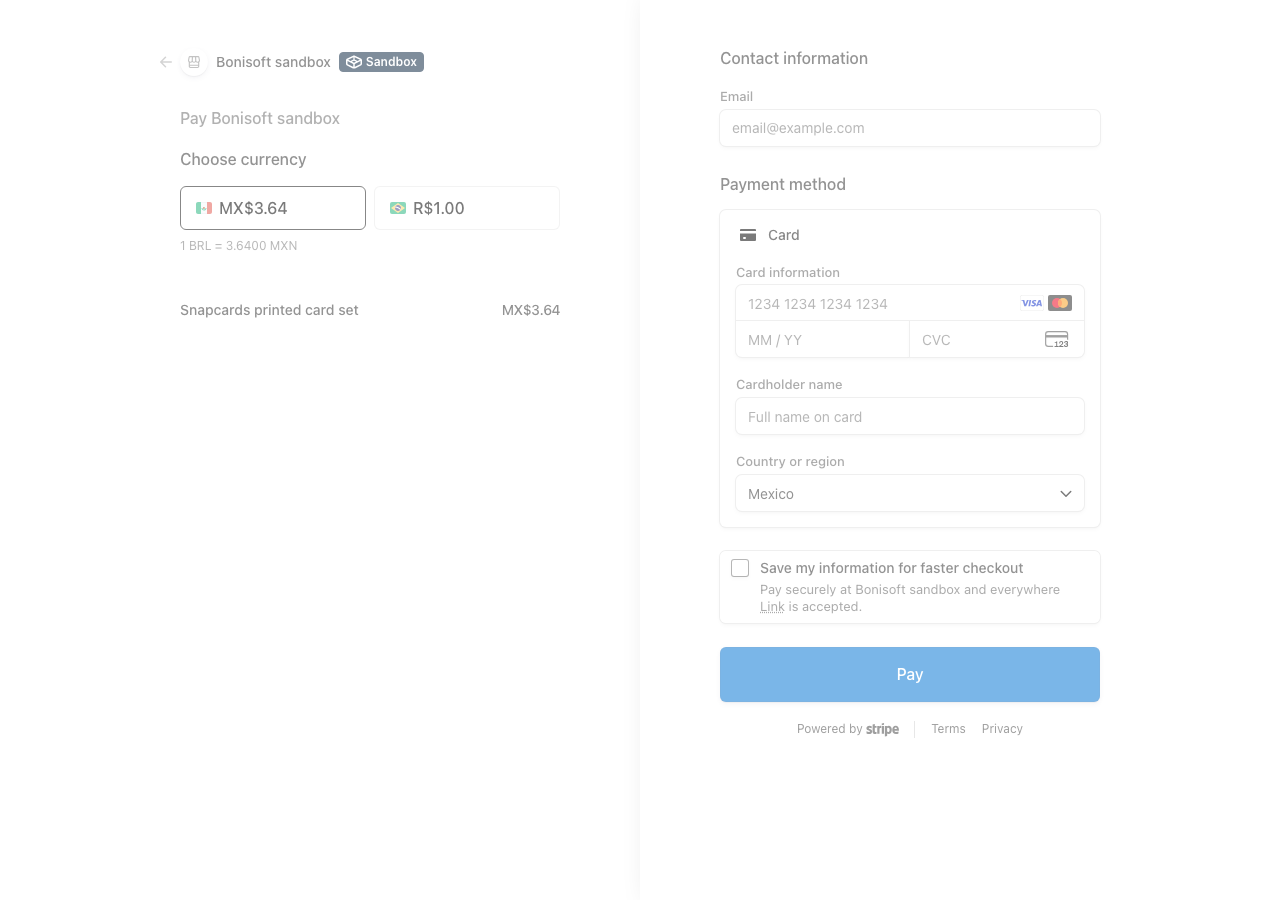 Bonisoft sandbox
Sandbox
Pay Bonisoft sandbox
Choose currency
MX$3.64
R$1.00
1 BRL = 3.6400 MXN
Snapcards printed card set
MX$3.64
Contact information
Email
email@example.com
Payment method
Card
Card information
1234 1234 1234 1234
VISA
MM / YY
CVC
123
Cardholder name
Full name on card
Country or region
Mexico
Save my information for faster checkout
Pay securely at Bonisoft sandbox and everywhere
Link is accepted.
Pay
Powered by stripe
Terms
Privacy